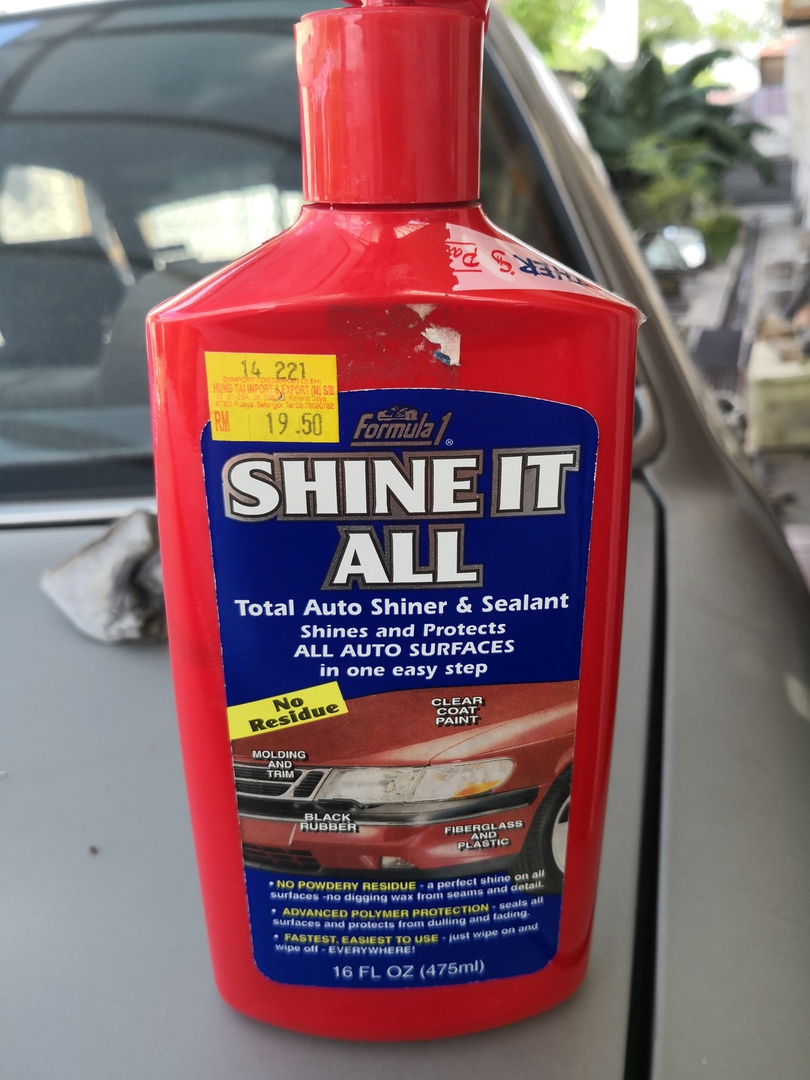 THER'S
Pa
14 221
HUNG TAI IMPORT & EXPORT (M) S/B
RM 19.50
Formula 1®
SHINE IT
ALL
Total Auto Shiner & Sealant
Shines and Protects
ALL AUTO SURFACES
in one easy step
No
Residue
CLEAR
COAT
PAINT
MOLDING
AND
TRIM
BLACK
RUBBER
FIBERGLASS
AND
PLASTIC
• NO POWDERY RESIDUE - a perfect shine on all
surfaces -no digging wax from seams and detail.
• ADVANCED POLYMER PROTECTION - seals all
surfaces and protects from dulling and fading.
• FASTEST, EASIEST TO USE - just wipe on and
wipe off - EVERYWHERE!
16 FL OZ (475ml)